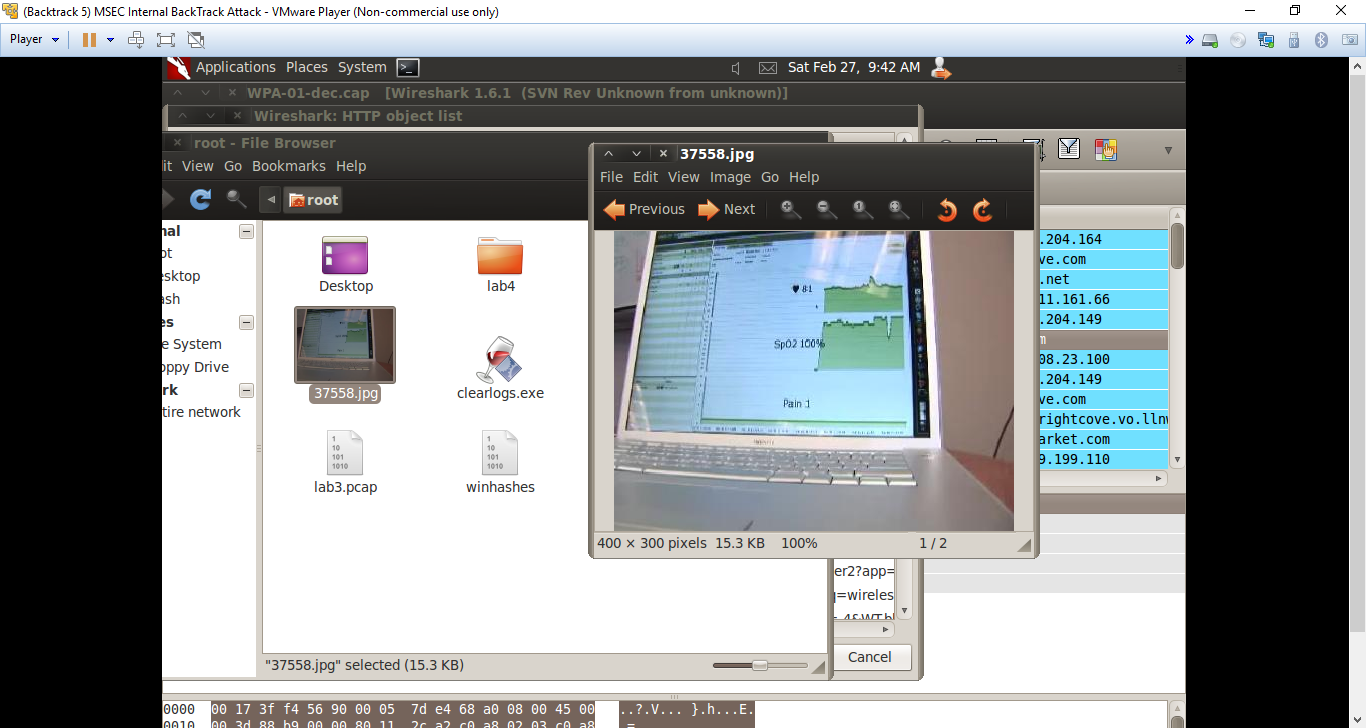 (Backtrack 5) MSEC Internal BackTrack Attack - VMware Player (Non-commercial use only)
Player
Applications Places System Sat Feb 27, 9:42 AM
WPA-01-dec.cap [Wireshark 1.6.1 (SVN Rev Unknown from unknown)]
Wireshark: HTTP object list
root - File Browser
it View Go Bookmarks Help
root
37558.jpg
File Edit View Image Go Help
Previous Next
nal
ot
esktop
ash
es
e System
oppy Drive
rk
tire network
Desktop
lab4
37558.jpg
clearlogs.exe
lab3.pcap
winhashes
81
SpO2 100%
Pain 1
400 × 300 pixels 15.3 KB 100% 1 / 2
.204.164
ve.com
.net
11.161.66
.204.149
m
08.23.100
.204.149
ve.com
rightcove.vo.llnw
arket.com
9.199.110
er2?app=
=wireles
Cancel
"37558.jpg" selected (15.3 KB)
0000 00 17 3f f4 56 90 00 05 7d e4 68 a0 08 00 45 00 ..?.V... }.h...E.
0010 00 3d 88 b9 00 00 80 11 2c a2 c0 a8 02 03 c0 a8